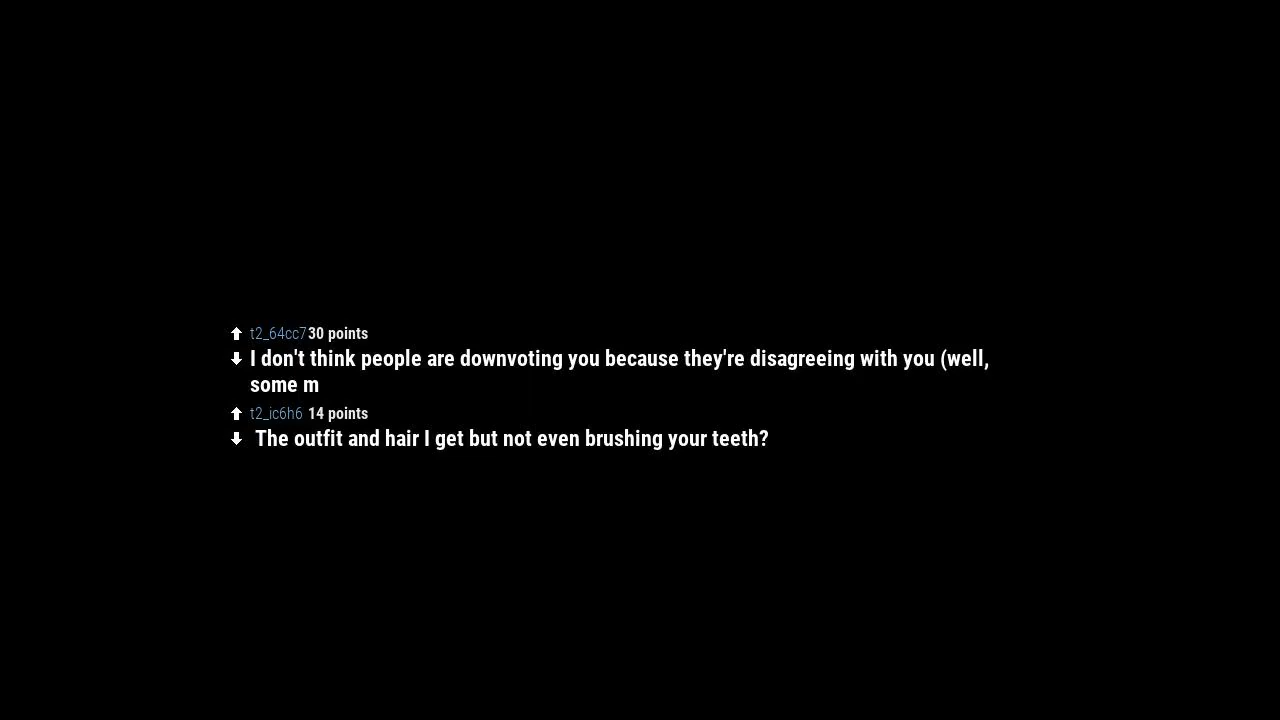 t2_64cc7 30 points
I don't think people are downvoting you because they're disagreeing with you (well,
some m
t2_ic6h6 14 points
The outfit and hair I get but not even brushing your teeth?